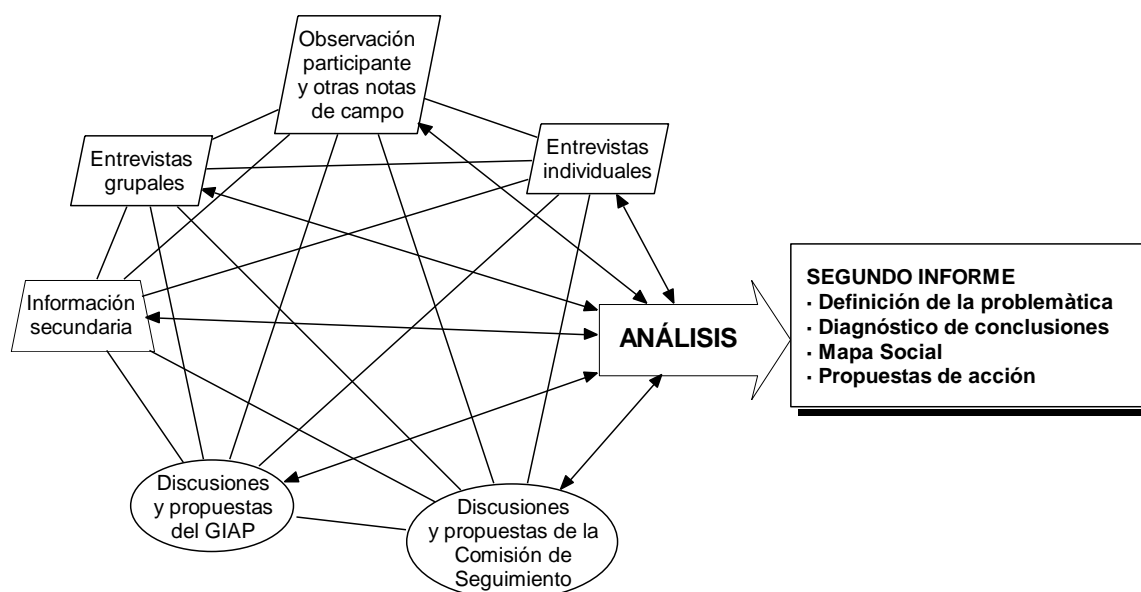 Observación
participante
y otras notas
de campo
Entrevistas
grupales
Entrevistas
individuales
Información
secundaria
ANÁLISIS
SEGUNDO INFORME
· Definición de la problemàtica
· Diagnóstico de conclusiones
· Mapa Social
· Propuestas de acción
Discusiones
y propuestas
del GIAP
Discusiones
y propuestas de la
Comisión de
Seguimiento